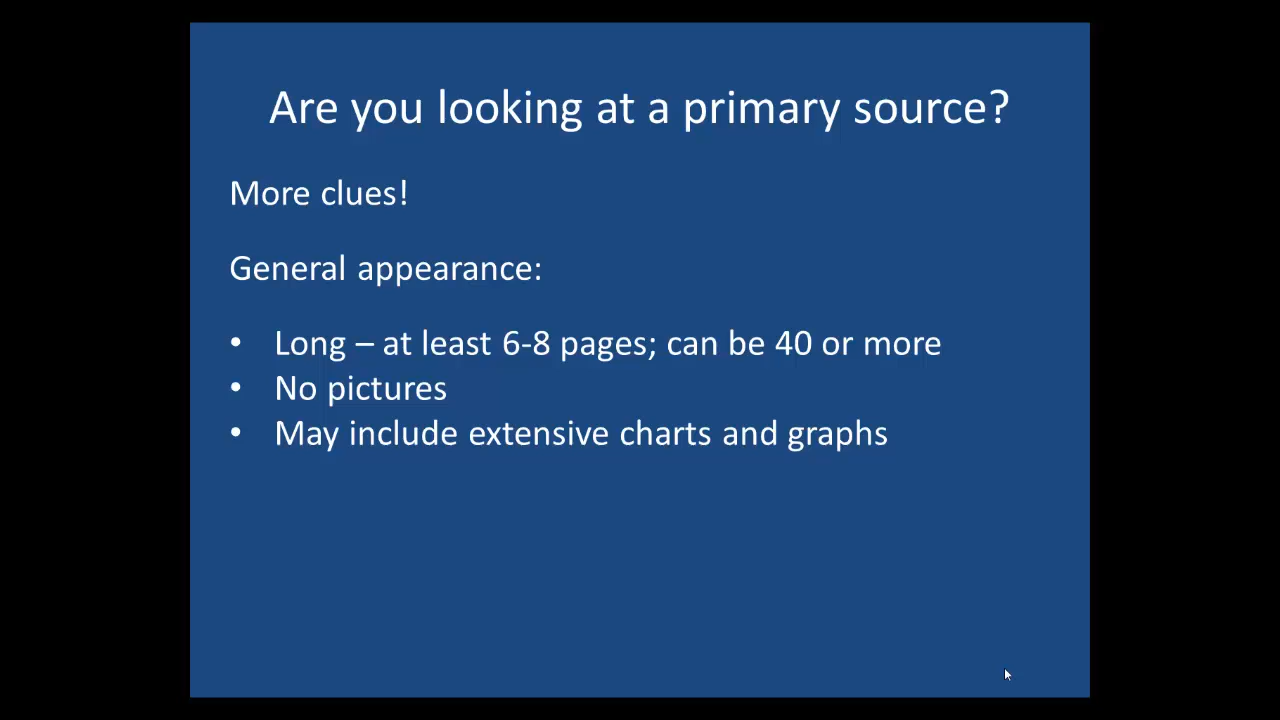 Are you looking at a primary source?
More clues!
General appearance:
• Long – at least 6-8 pages; can be 40 or more
• No pictures
• May include extensive charts and graphs